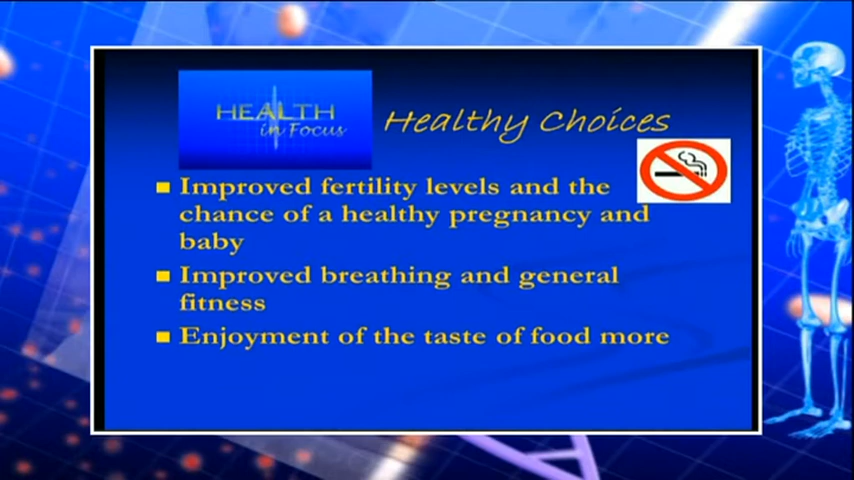 HEALTH
in Focus
Healthy Choices
Improved fertility levels and the
chance of a healthy pregnancy and
baby
Improved breathing and general
fitness
Enjoyment of the taste of food more